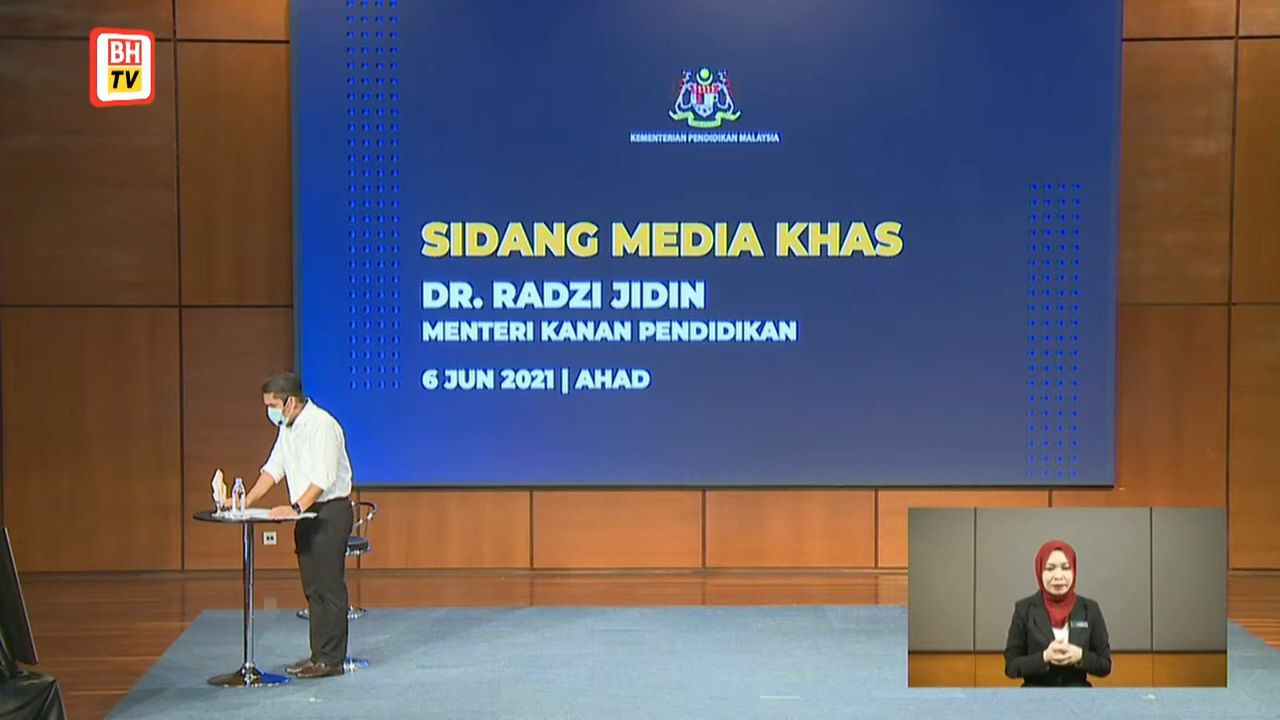 BH
TV
KEMENTERIAN PENDIDIKAN MALAYSIA
SIDANG MEDIA KHAS
DR. RADZI JIDIN
MENTERI KANAN PENDIDIKAN
6 JUN 2021 | AHAD